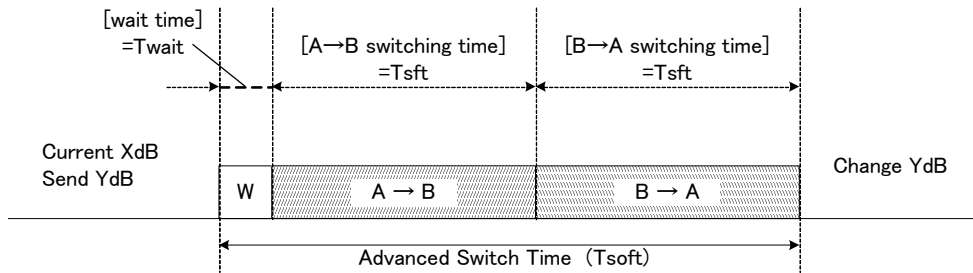 [wait time]
=Twait
[A→B switching time]
=Tsft
[B→A switching time]
=Tsft
Current XdB
Send YdB
W
A → B
B → A
Change YdB
Advanced Switch Time (Tsoft)